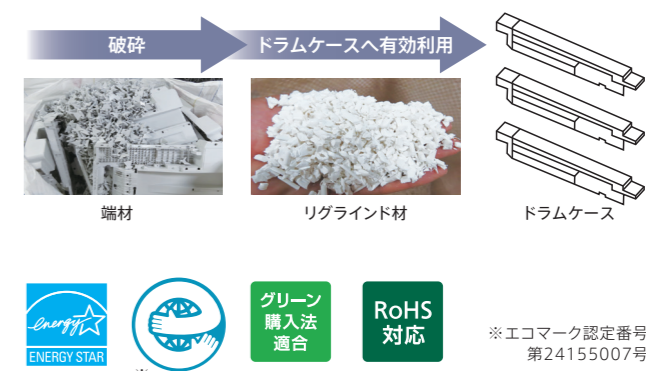 破砕
ドラムケースへ有効利用
端材
リグラインド材
ドラムケース
energy
ENERGY STAR
グリーン
購入法
適合
RoHS
対応
※
※エコマーク認定番号
第24155007号